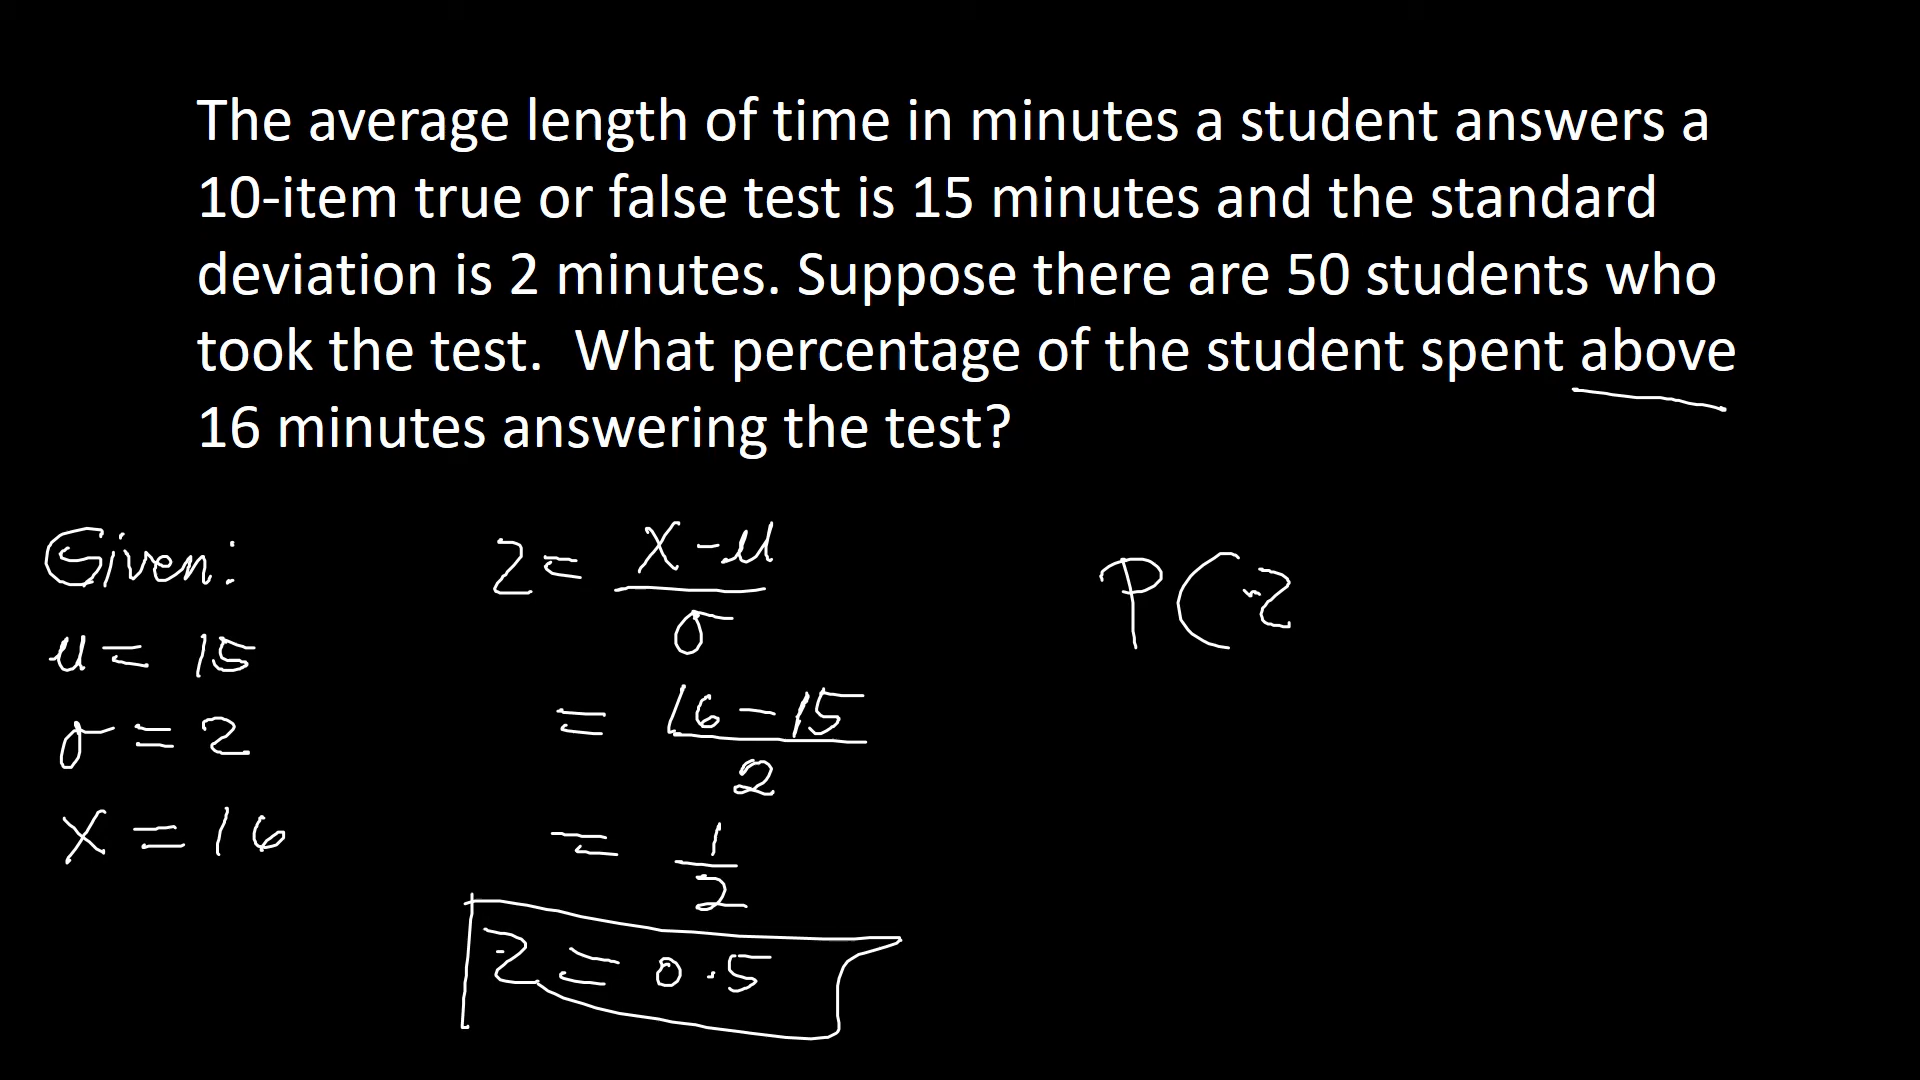 The average length of time in minutes a student answers a
10-item true or false test is 15 minutes and the standard
deviation is 2 minutes. Suppose there are 50 students who
took the test.  What percentage of the student spent above
16 minutes answering the test?
Given:
μ = 15
σ = 2
X = 16
Z = X - μ
σ
= 16 - 15
2
= 1
2
Z = 0.5
P(Z